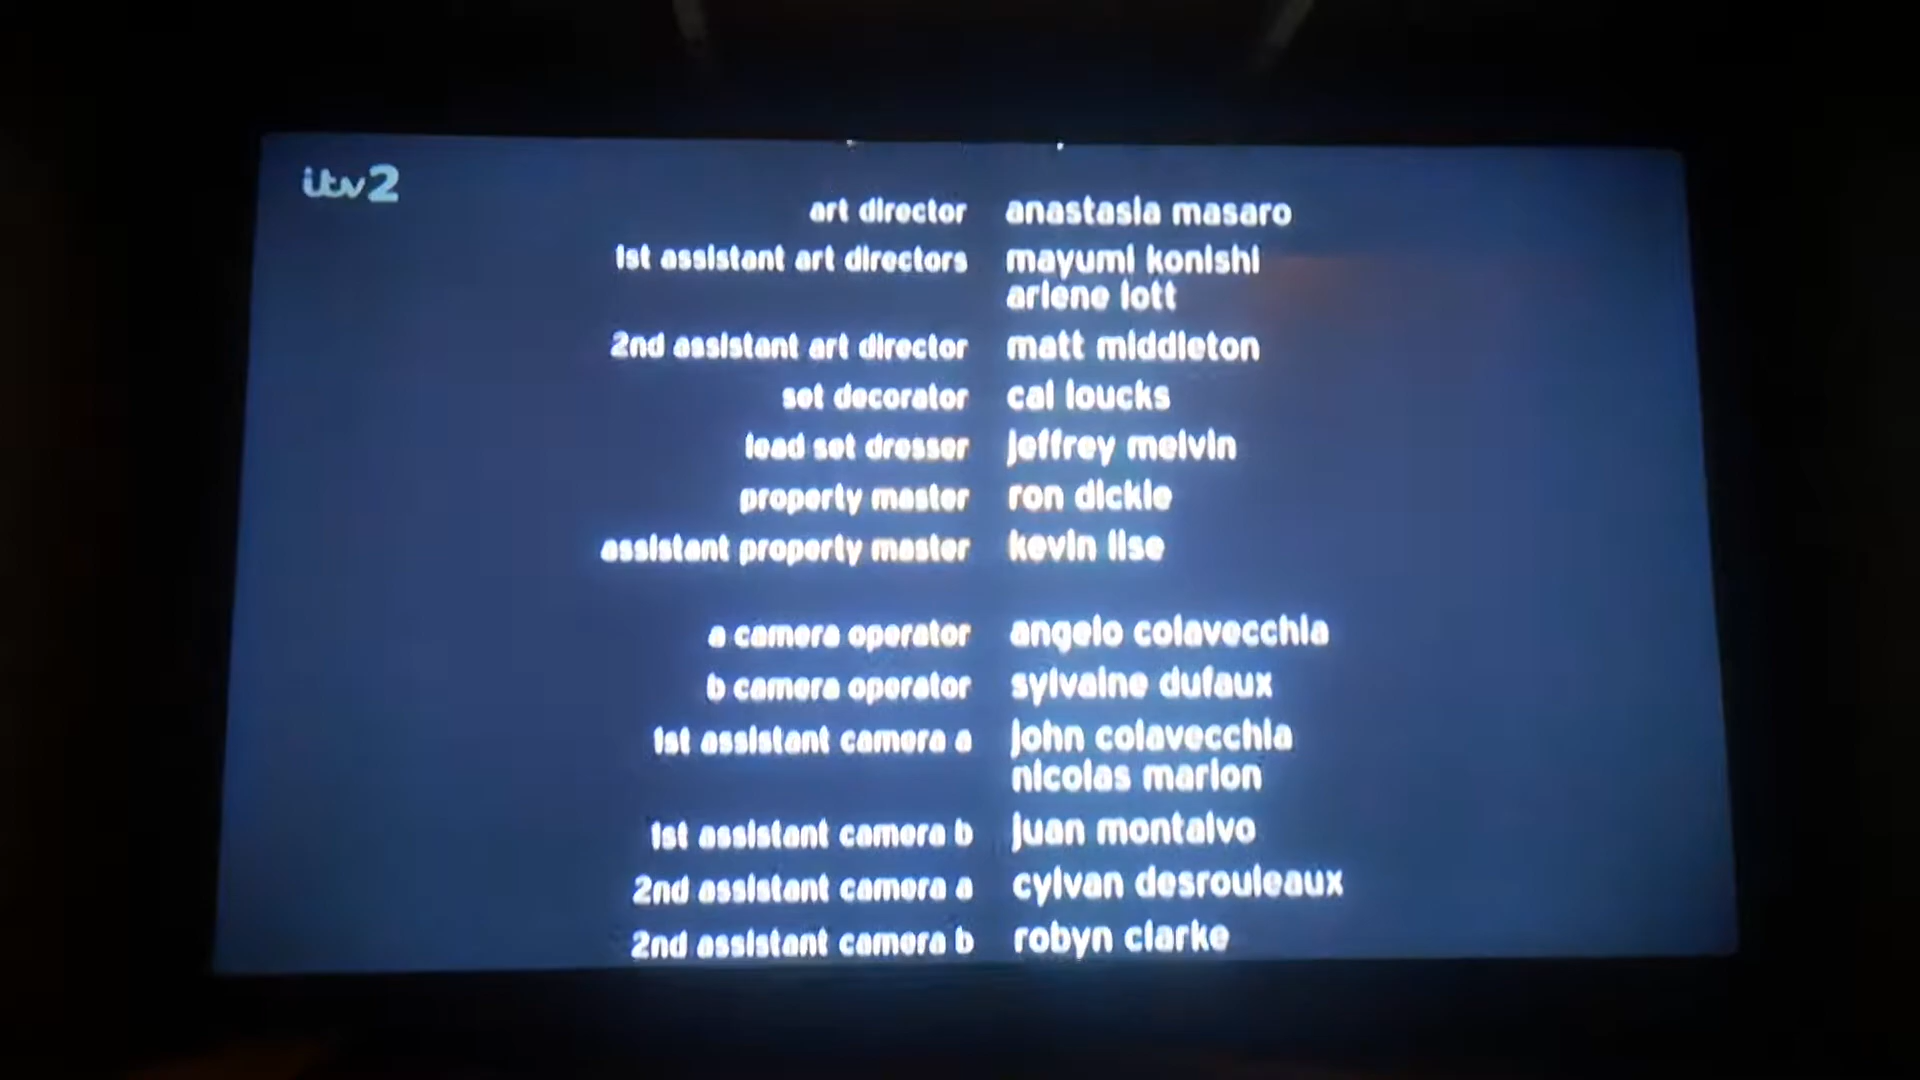 itv2
art director anastasia masaro
1st assistant art directors mayumi konishi
arlene lott
2nd assistant art director matt middleton
set decorator cal loucks
lead set dresser jeffrey melvin
property master ron dickie
assistant property master kevin lise
a camera operator angelo colavecchia
b camera operator sylvaine dufaux
1st assistant camera a john colavecchia
nicolas marion
1st assistant camera b juan montalvo
2nd assistant camera a cylvan desrouleaux
2nd assistant camera b robyn clarke